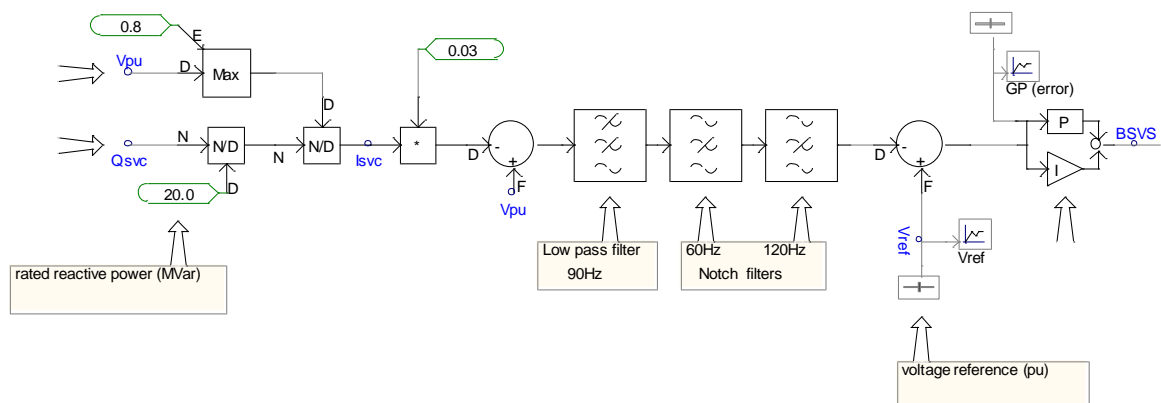 0.8
E
Vpu
D
Max
0.03
GP (error)
D
P
BSVS
N
N/D
N
N/D
Isvc
*
D
-
+
D
-
+
I
Qsvc
D
20.0
F
Vpu
F
Vref
Vref
rated reactive power (MVar)
Low pass filter
90Hz
60Hz 120Hz
Notch filters
voltage reference (pu)